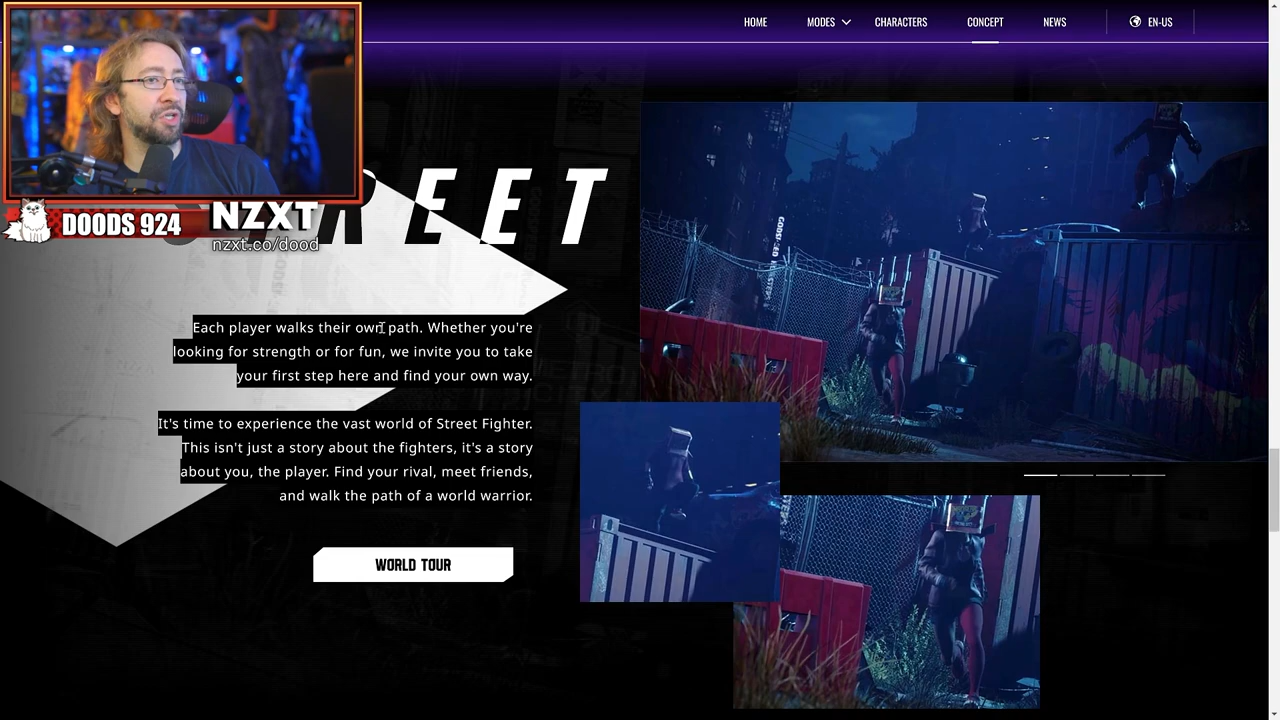 HOME MODES CHARACTERS CONCEPT NEWS EN-US
REET
DOODS 924
NZXT
nzxt.co/dood
Each player walks their own path. Whether you're
looking for strength or for fun, we invite you to take
your first step here and find your own way.
It's time to experience the vast world of Street Fighter.
This isn't just a story about the fighters, it's a story
about you, the player. Find your rival, meet friends,
and walk the path of a world warrior.
WORLD TOUR